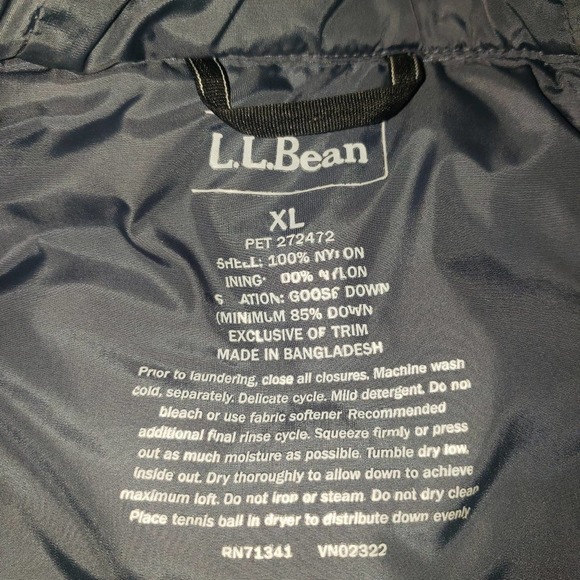 L.L.Bean
XL
PET 272472
SHELL: 100% NYLON
LINING: 100% NYLON
GOOSE DOWN
(MINIMUM 85% DOWN
EXCLUSIVE OF TRIM
MADE IN BANGLADESH
Prior to laundering, close all closures. Machine wash
cold, separately. Delicate cycle. Mild detergent. Do not
bleach or use fabric softener Recommended
additional final rinse cycle. Squeeze firmly or press
out as much moisture as possible. Tumble dry low.
Inside out. Dry thoroughly to allow down to achieve
maximum loft. Do not iron or steam. Do not dry clean
Place tennis ball in dryer to distribute down evenly
RN71341 VN02322